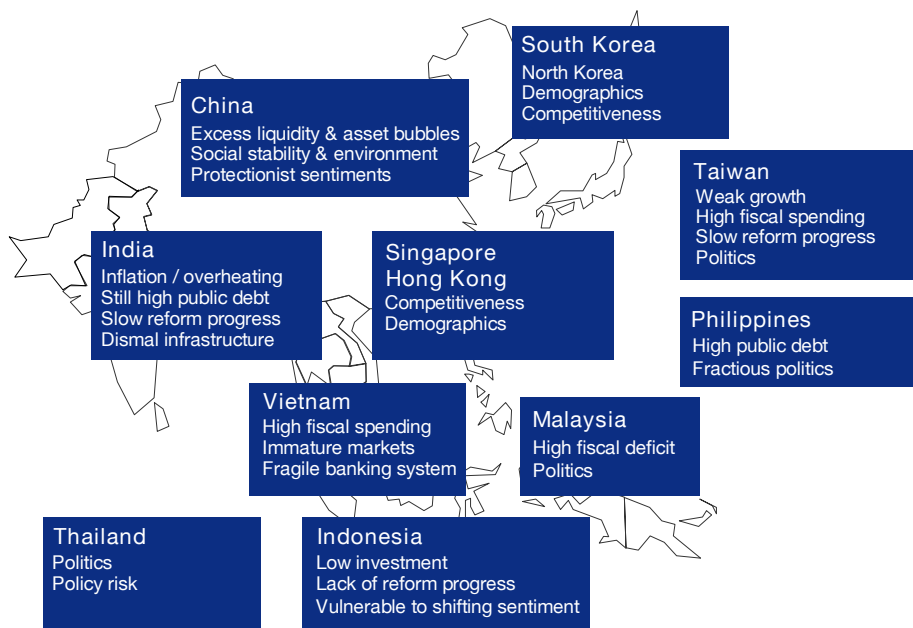 South Korea
North Korea
Demographics
Competitiveness
China
Excess liquidity & asset bubbles
Social stability & environment
Protectionist sentiments
Taiwan
Weak growth
High fiscal spending
Slow reform progress
Politics
India
Inflation / overheating
Still high public debt
Slow reform progress
Dismal infrastructure
Singapore
Hong Kong
Competitiveness
Demographics
Philippines
High public debt
Fractious politics
Vietnam
High fiscal spending
Immature markets
Fragile banking system
Malaysia
High fiscal deficit
Politics
Thailand
Politics
Policy risk
Indonesia
Low investment
Lack of reform progress
Vulnerable to shifting sentiment